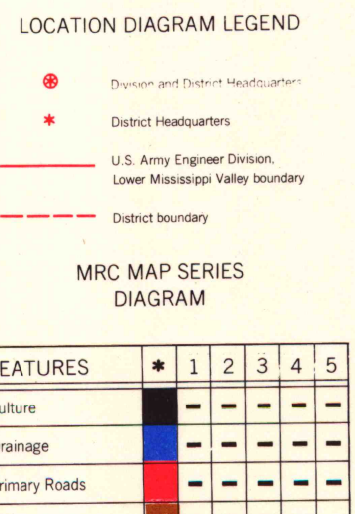 LOCATION DIAGRAM LEGEND
Division and District Headquarters
* District Headquarters
U.S. Army Engineer Division,
Lower Mississippi Valley boundary
District boundary
MRC MAP SERIES
DIAGRAM
EATURES * 1 2 3 4 5
ulture – – – – –
rainage – – – – –
rimary Roads – – – – –